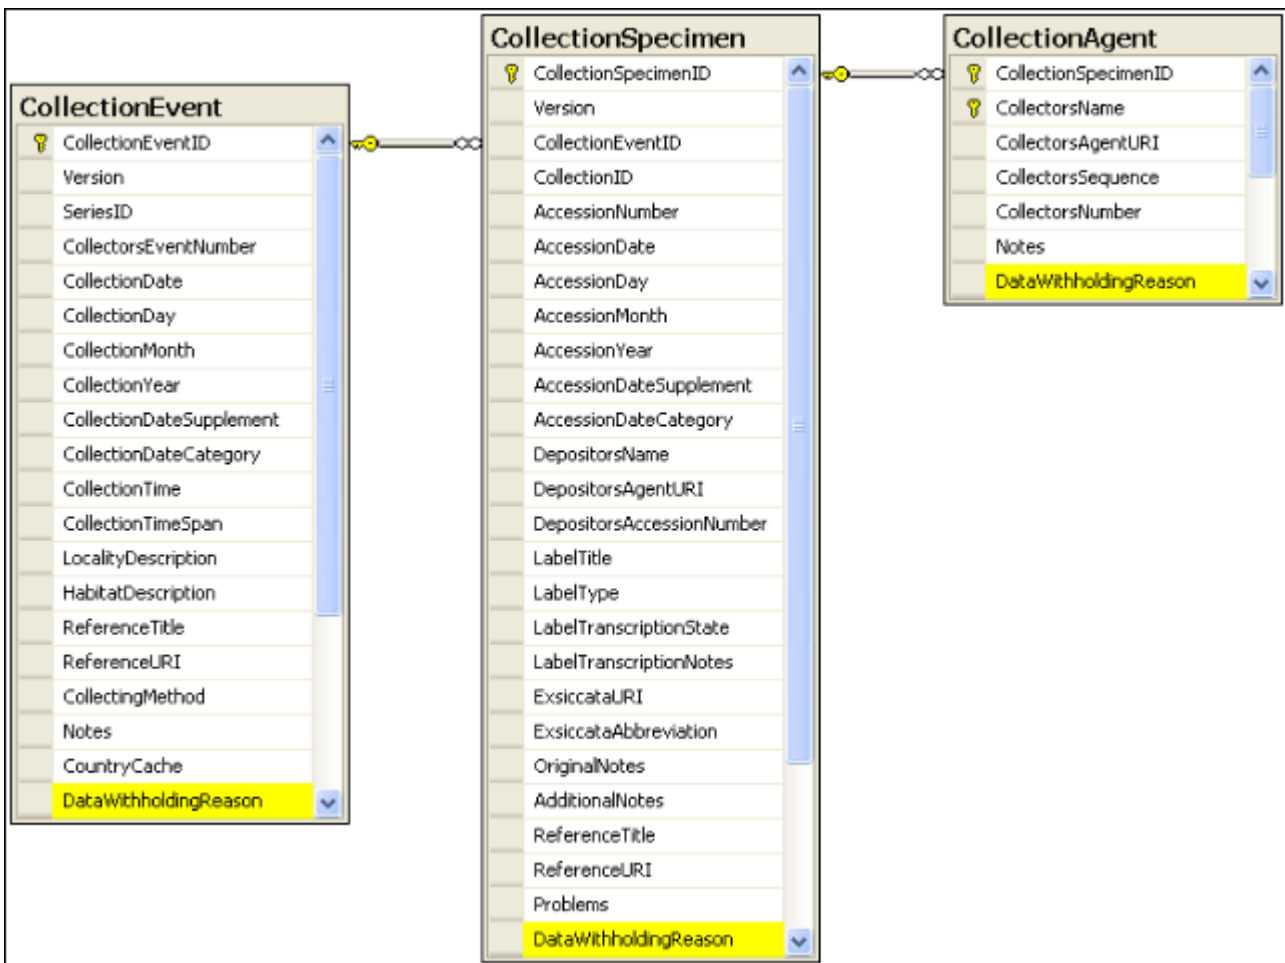 CollectionEvent
CollectionEventID
Version
SeriesID
CollectorsEventNumber
CollectionDate
CollectionDay
CollectionMonth
CollectionYear
CollectionDateSupplement
CollectionDateCategory
CollectionTime
CollectionTimeSpan
LocalityDescription
HabitatDescription
ReferenceTitle
ReferenceURI
CollectingMethod
Notes
CountryCache
DataWithholdingReason
CollectionSpecimen
CollectionSpecimenID
Version
CollectionEventID
CollectionID
AccessionNumber
AccessionDate
AccessionDay
AccessionMonth
AccessionYear
AccessionDateSupplement
AccessionDateCategory
DepositorsName
DepositorsAgentURI
DepositorsAccessionNumber
LabelTitle
LabelType
LabelTranscriptionState
LabelTranscriptionNotes
ExsiccataURI
ExsiccataAbbreviation
OriginalNotes
AdditionalNotes
ReferenceTitle
ReferenceURI
Problems
DataWithholdingReason
CollectionAgent
CollectionSpecimenID
CollectorsName
CollectorsAgentURI
CollectorsSequence
CollectorsNumber
Notes
DataWithholdingReason